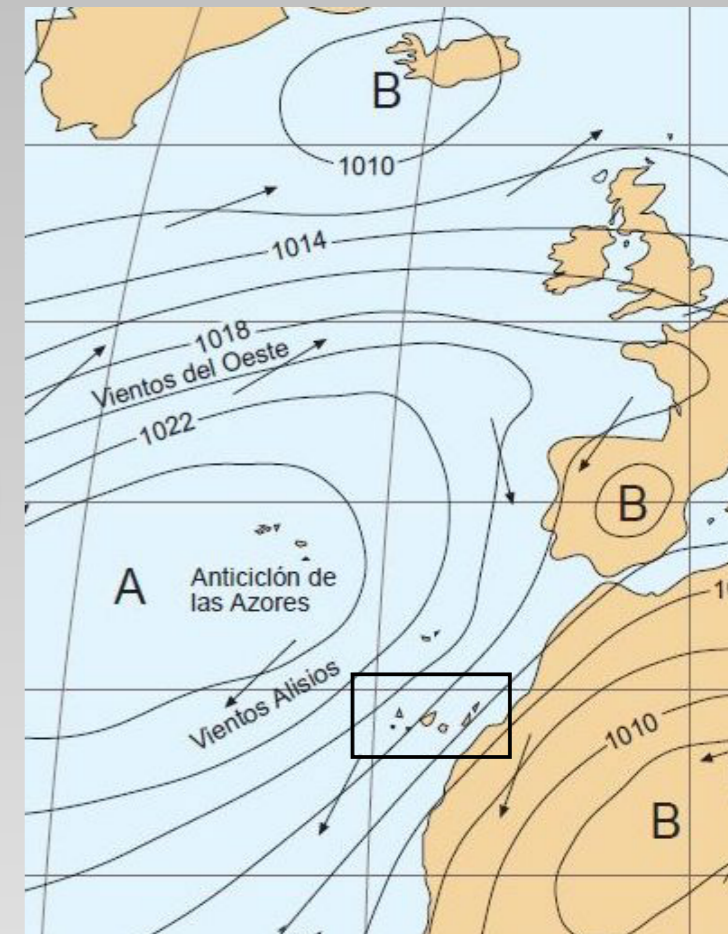 B
1010
1014
1018
Vientos del Oeste
1022
B
A
Anticiclón de
las Azores
Vientos Alisios
1010
B